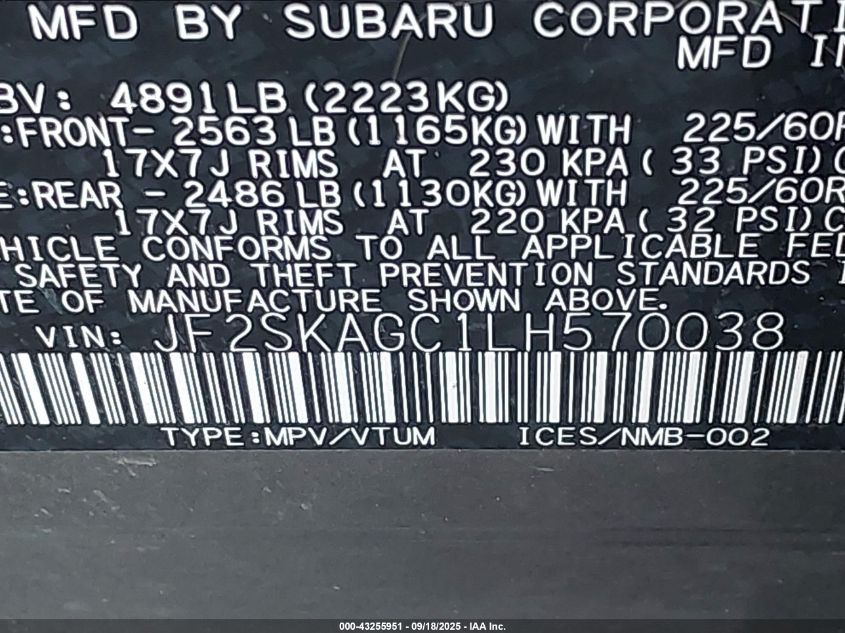 MFD BY SUBARU CORPORATI
MFD IN
BV: 4891LB (2223KG)
:FRONT- 2563 LB (1165KG) WITH 225/60R
17X7J RIMS AT 230 KPA( 33 PSI) C
E:REAR - 2486 LB (1130KG) WITH 225/60R
17X7J RIMS AT 220 KPA( 32 PSI) C
EHICLE CONFORMS TO ALL APPLICABLE FED
SAFETY AND THEFT PREVENTION STANDARDS I
TE OF MANUFACTURE SHOWN ABOVE.
VIN: JF2SKAGC1LH570038
TYPE:MPV/VTUM ICES/NMB-002
000-43255951 - 09/18/2025 - IAA Inc.